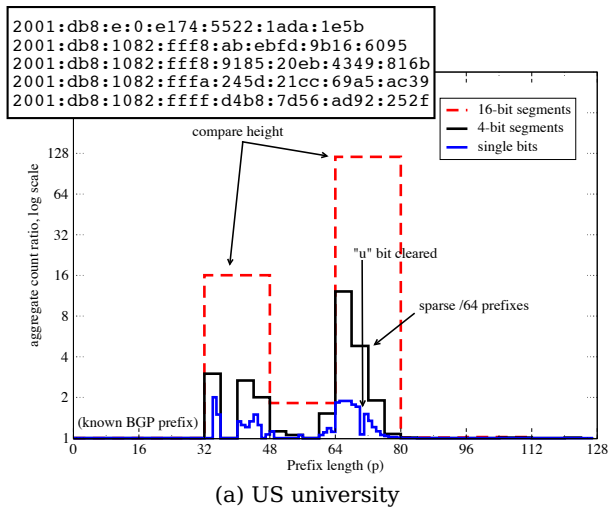 2001:db8:e:0:e174:5522:1ada:1e5b
2001:db8:1082:fff8:ab:ebfd:9b16:6095
2001:db8:1082:fff8:9185:20eb:4349:816b
2001:db8:1082:fffa:245d:21cc:69a5:ac39
2001:db8:1082:ffff:d4b8:7d56:ad92:252f
16-bit segments
4-bit segments
single bits
compare height
"u" bit cleared
sparse /64 prefixes
(known BGP prefix)
aggregate count ratio, log scale
128
64
32
16
8
4
2
1
0 16 32 48 64 80 96 112 128
Prefix length (p)
(a) US university